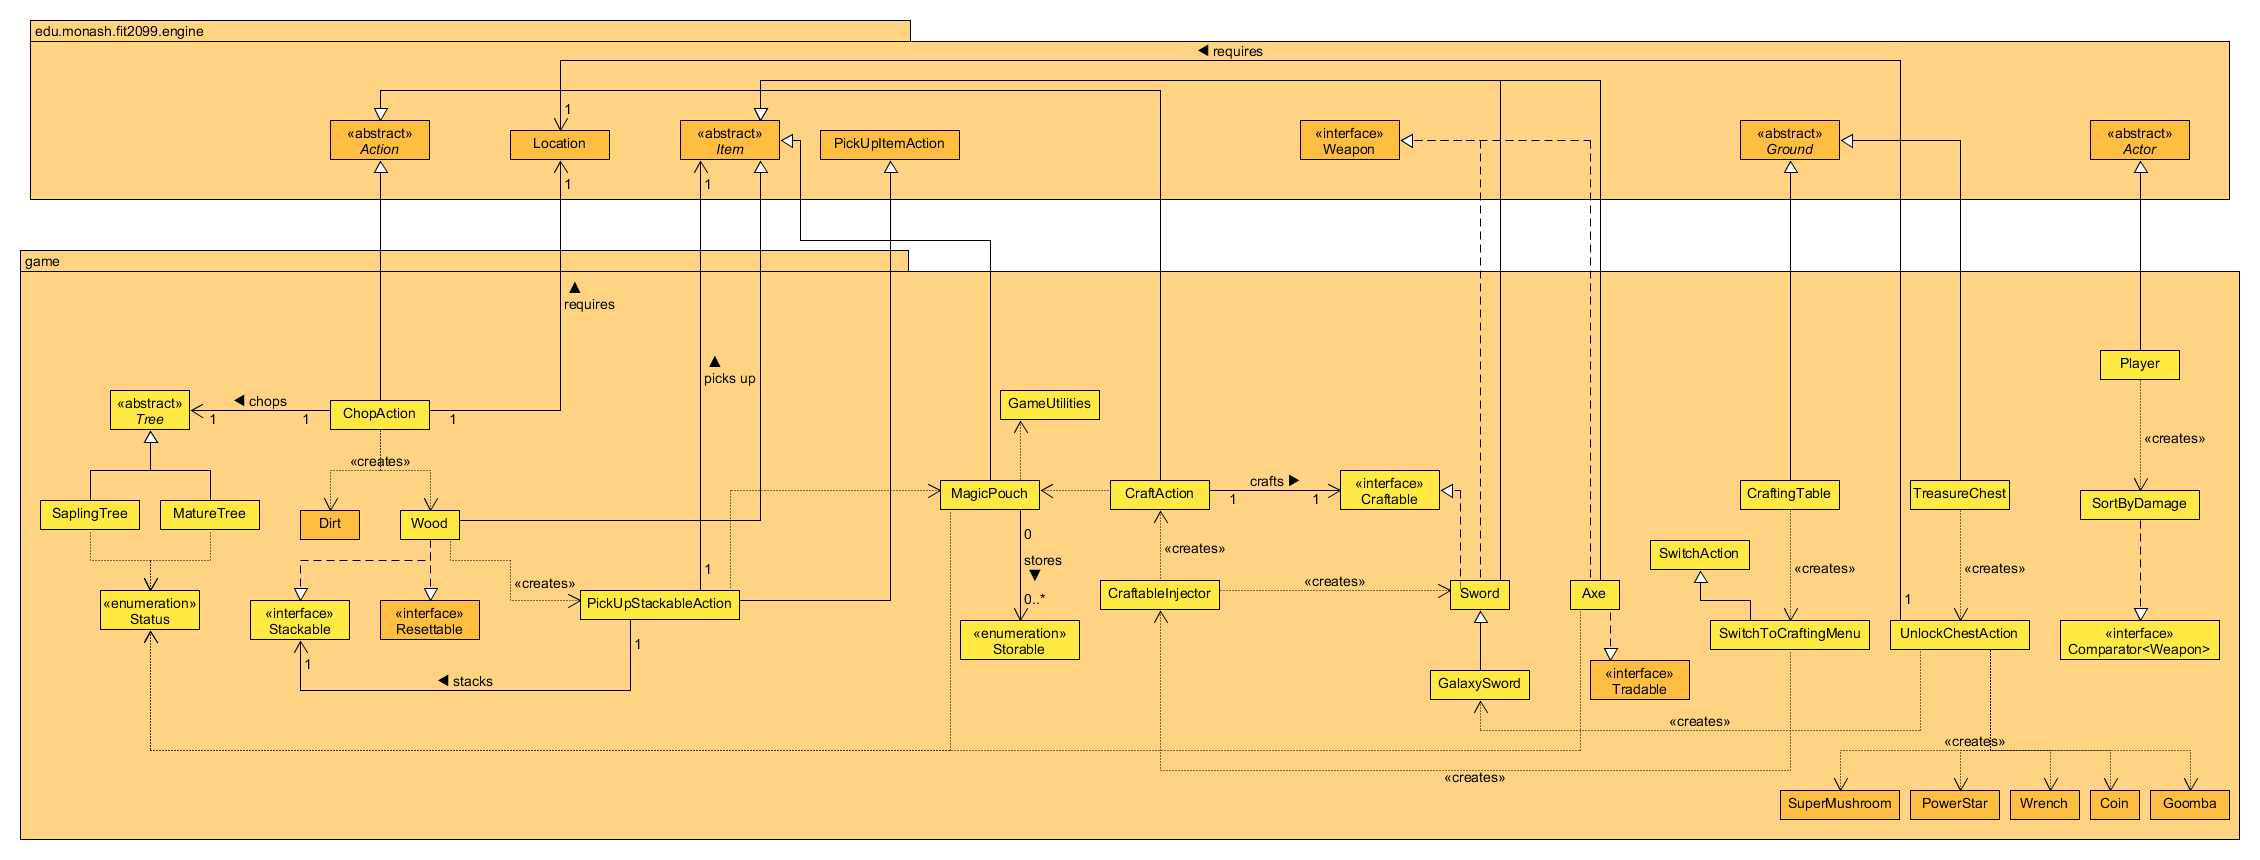 edu.monash.fit2099.engine
◀ requires
1
«abstract»
Action
Location
«abstract»
Item
PickUpItemAction
«interface»
Weapon
«abstract»
Ground
«abstract»
Actor
1
1
game
▲
requires
▲
picks up
Player
«abstract»
Tree
◀ chops
1
1
ChopAction
1
GameUtilities
«creates»
«creates»
SaplingTree
MatureTree
Dirt
Wood
MagicPouch
CraftAction
crafts ▶
1
1
«interface»
Craftable
CraftingTable
TreasureChest
SortByDamage
0
stores
▼
0..*
«creates»
SwitchAction
«creates»
«creates»
1
«creates»
«enumeration»
Status
«interface»
Stackable
«interface»
Resettable
PickUpStackableAction
CraftableInjector
«creates»
Sword
Axe
1
1
1
◀ stacks
«enumeration»
Storable
SwitchToCraftingMenu
UnlockChestAction
«interface»
Comparator<Weapon>
GalaxySword
«interface»
Tradable
«creates»
«creates»
«creates»
SuperMushroom
PowerStar
Wrench
Coin
Goomba